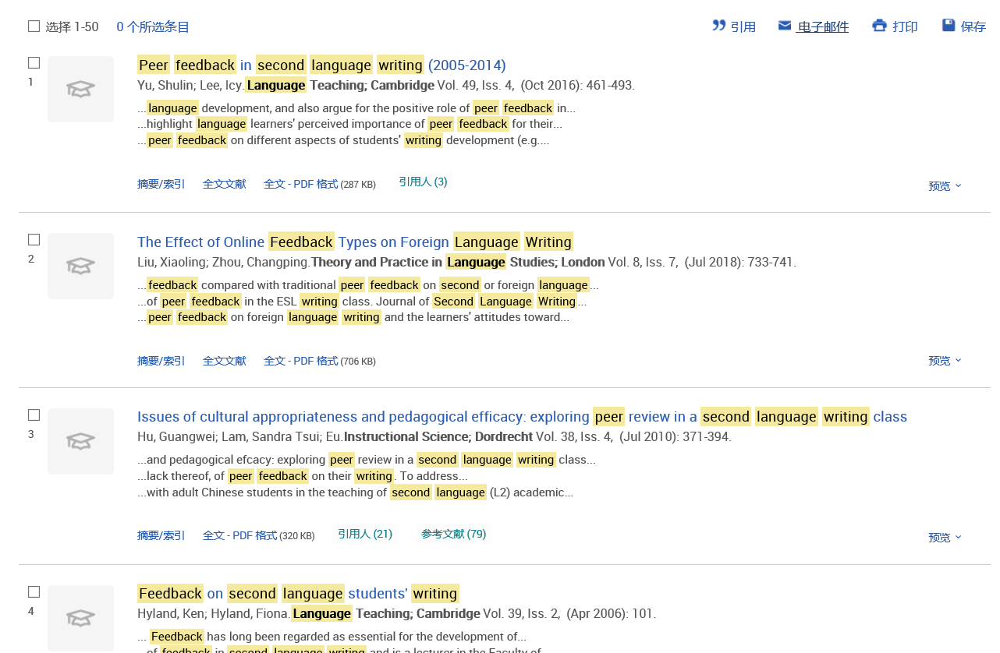 选择 1-50 0 个所选条目 引用 电子邮件 打印 保存
Peer feedback in second language writing (2005-2014)
1
Yu, Shulin; Lee, Icy.Language Teaching; Cambridge Vol. 49, Iss. 4, (Oct 2016): 461-493.
...language development, and also argue for the positive role of peer feedback in...
...highlight language learners' perceived importance of peer feedback for their...
...peer feedback on different aspects of students' writing development (e.g....
摘要/索引 全文文献 全文 - PDF 格式 (287 KB) 引用人 (3) 预览
The Effect of Online Feedback Types on Foreign Language Writing
2
Liu, Xiaoling; Zhou, Changping.Theory and Practice in Language Studies; London Vol. 8, Iss. 7, (Jul 2018): 733-741.
...feedback compared with traditional peer feedback on second or foreign language...
...of peer feedback in the ESL writing class. Journal of Second Language Writing...
...peer feedback on foreign language writing and the learners' attitudes toward...
摘要/索引 全文文献 全文 - PDF 格式 (706 KB) 预览
Issues of cultural appropriateness and pedagogical efficacy: exploring peer review in a second language writing class
3
Hu, Guangwei; Lam, Sandra Tsui; Eu.Instructional Science; Dordrecht Vol. 38, Iss. 4, (Jul 2010): 371-394.
...and pedagogical efcacy: exploring peer review in a second language writing class...
...lack thereof, of peer feedback on their writing. To address...
...with adult Chinese students in the teaching of second language (L2) academic...
摘要/索引 全文 - PDF 格式 (320 KB) 引用人 (21) 参考文献 (79) 预览
Feedback on second language students' writing
4
Hyland, Ken; Hyland, Fiona.Language Teaching; Cambridge Vol. 39, Iss. 2, (Apr 2006): 101.
... Feedback has long been regarded as essential for the development of...
...of feedback in second language writing and is a lecturer in the Faculty of